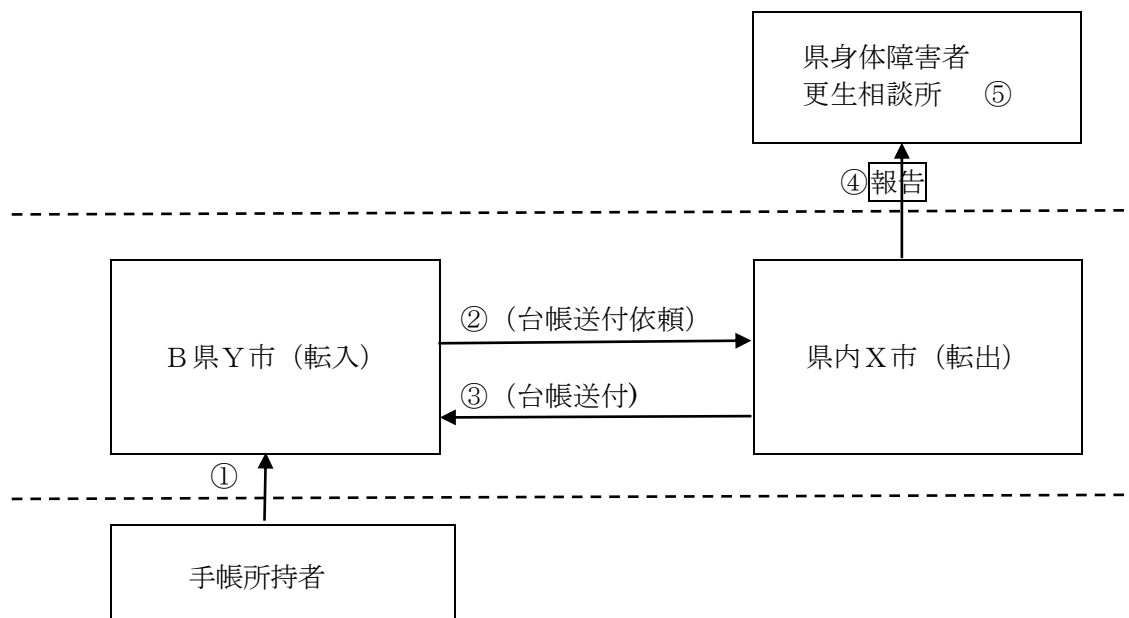 県身体障害者
更生相談所 ⑤
④報告
② (台帳送付依頼)
B県Y市 (転入)
県内X市 (転出)
③ (台帳送付)
①
手帳所持者